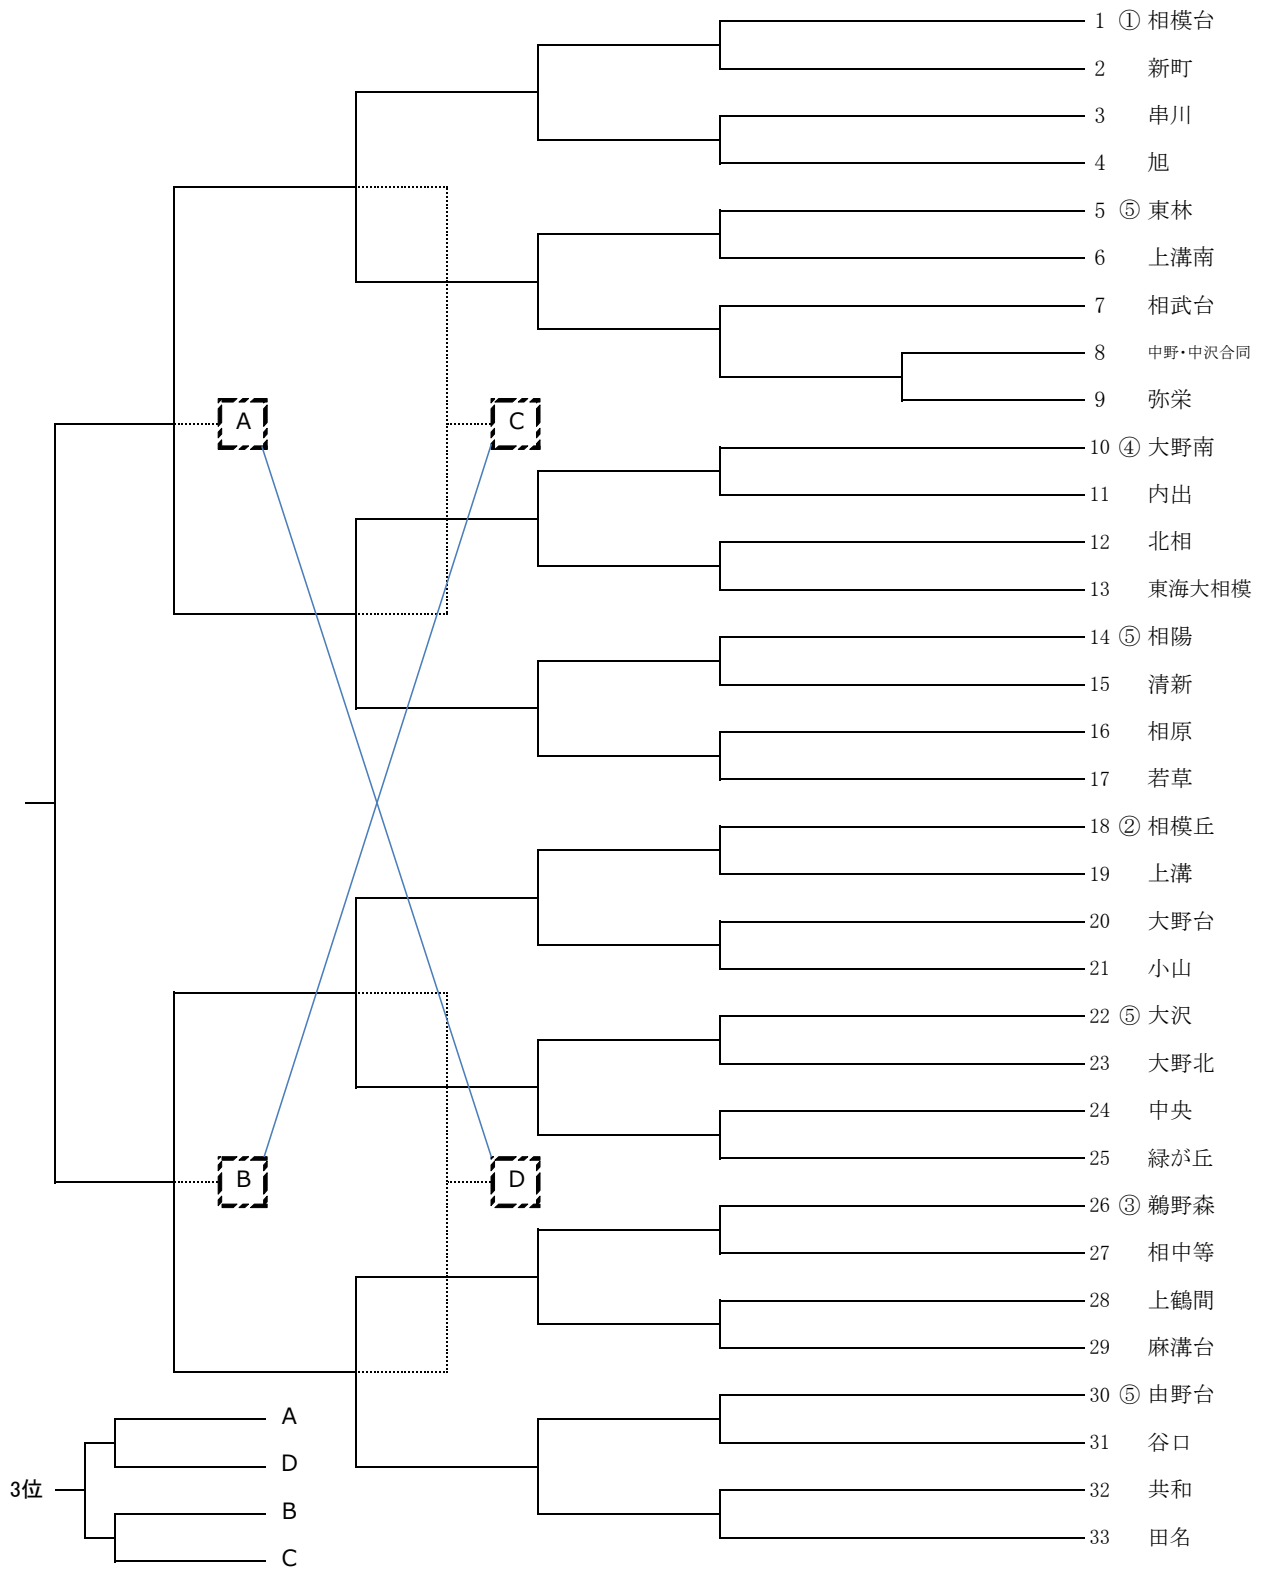 1 ① 相模台
2 新町
3 串川
4 旭
5 ⑤ 東林
6 上溝南
7 相武台
8 中野・中沢合同
9 弥栄
A
C
10 ④ 大野南
11 内出
12 北相
13 東海大相模
14 ⑤ 相陽
15 清新
16 相原
17 若草
18 ② 相模丘
19 上溝
20 大野台
21 小山
22 ⑤ 大沢
23 大野北
24 中央
25 緑が丘
B
D
26 ③ 鵜野森
27 相中等
28 上鶴間
29 麻溝台
30 ⑤ 由野台
31 谷口
32 共和
33 田名
A
D
3位
B
C